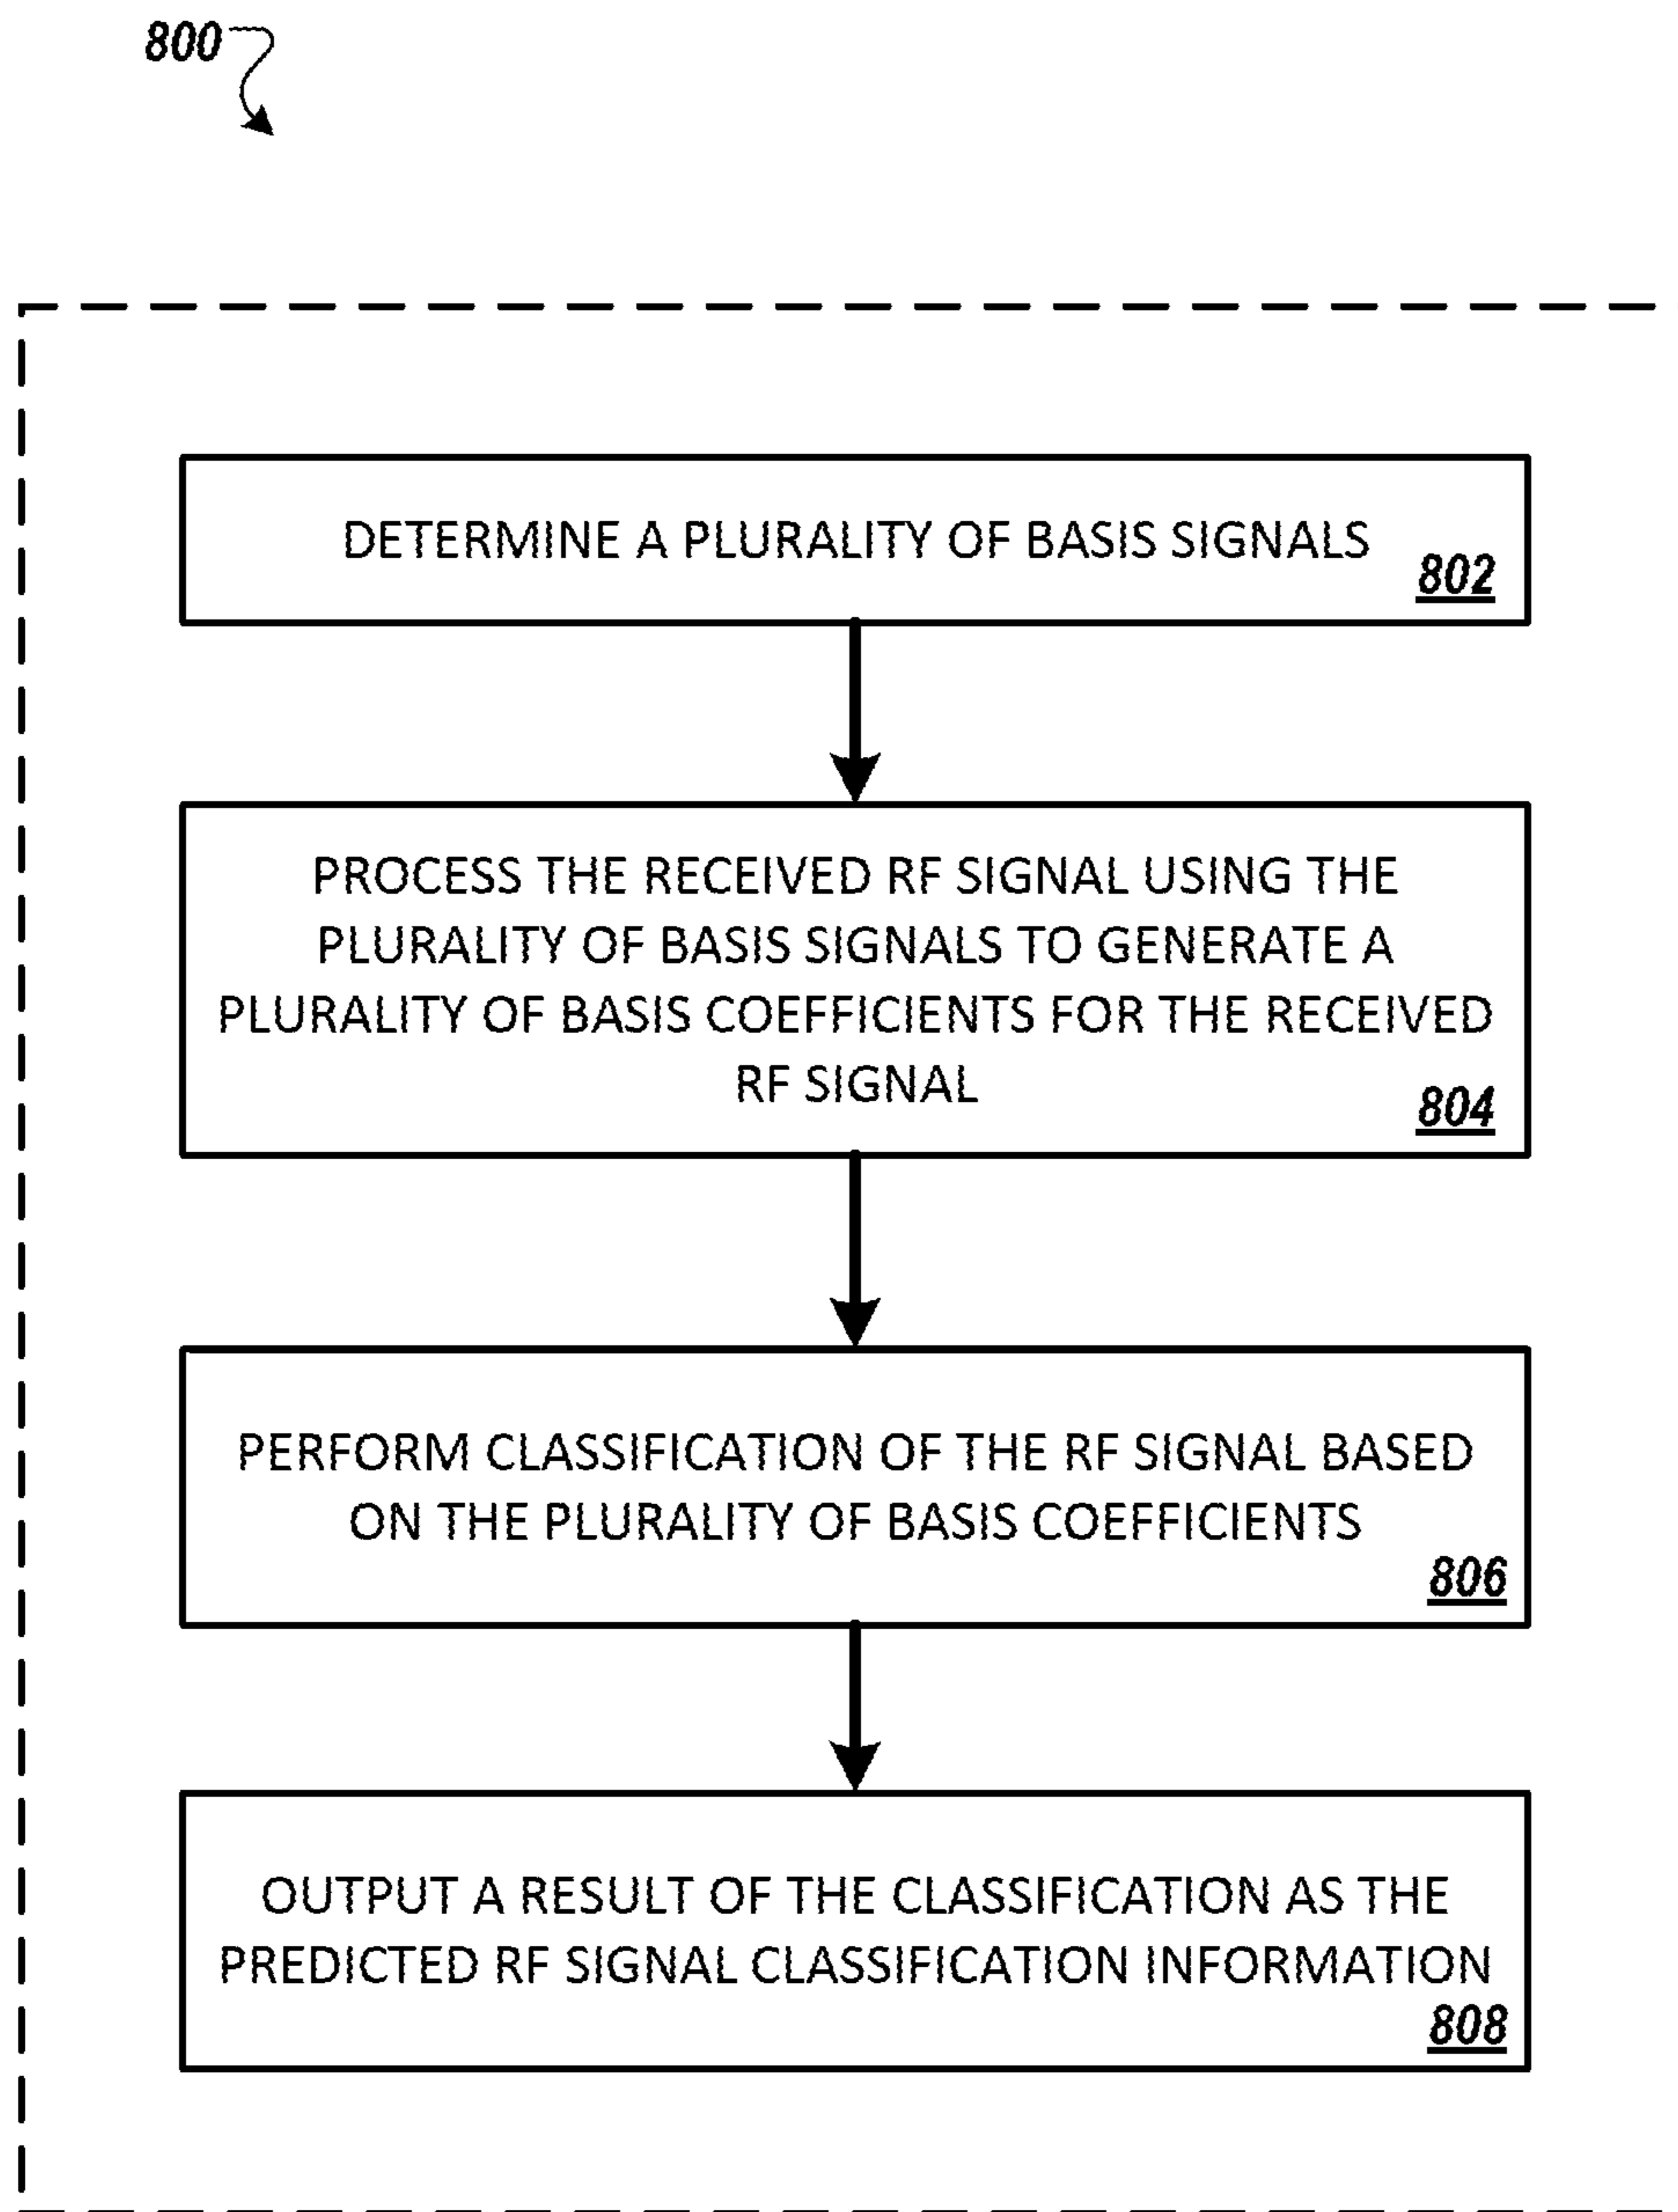 800
DETERMINE A PLURALITY OF BASIS SIGNALS
802
PROCESS THE RECEIVED RF SIGNAL USING THE
PLURALITY OF BASIS SIGNALS TO GENERATE A
PLURALITY OF BASIS COEFFICIENTS FOR THE RECEIVED
RF SIGNAL
804
PERFORM CLASSIFICATION OF THE RF SIGNAL BASED
ON THE PLURALITY OF BASIS COEFFICIENTS
806
OUTPUT A RESULT OF THE CLASSIFICATION AS THE
PREDICTED RF SIGNAL CLASSIFICATION INFORMATION
808